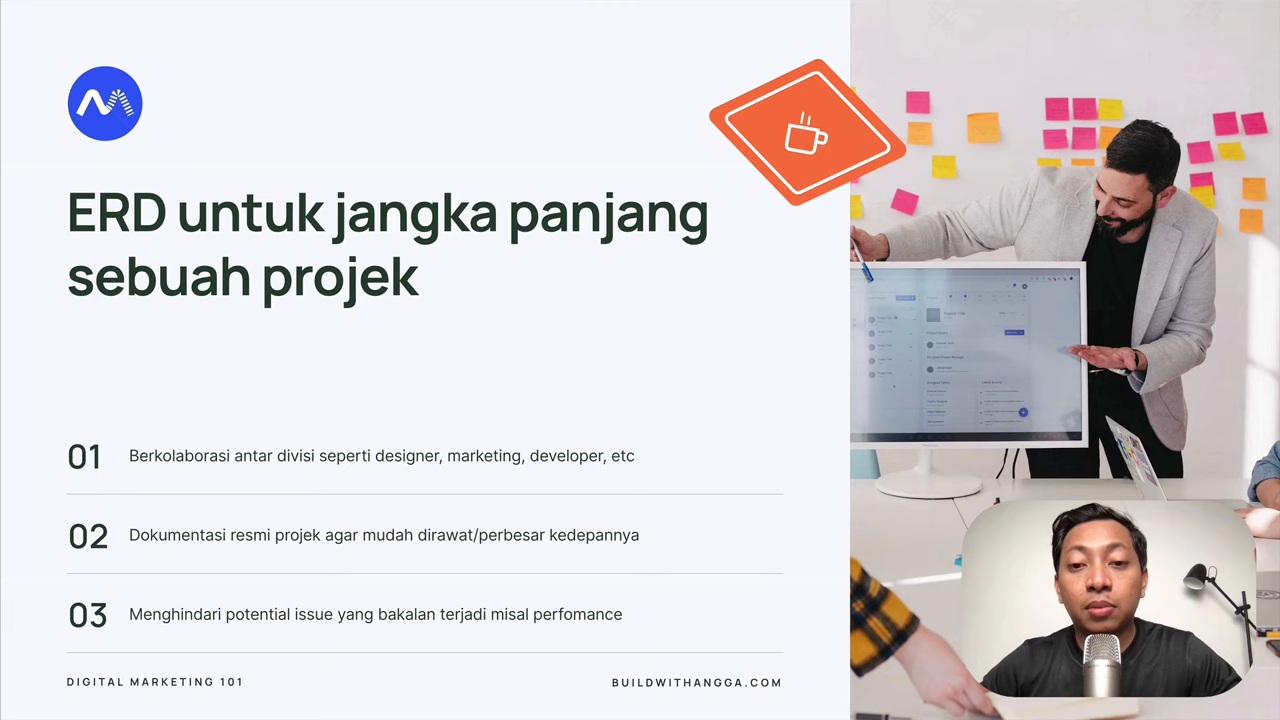 ERD untuk jangka panjang
sebuah projek
01 Berkolaborasi antar divisi seperti designer, marketing, developer, etc
02 Dokumentasi resmi projek agar mudah dirawat/perbesar kedepannya
03 Menghindari potential issue yang bakalan terjadi misal perfomance
DIGITAL MARKETING 101
BUILDWITHANGGA.COM